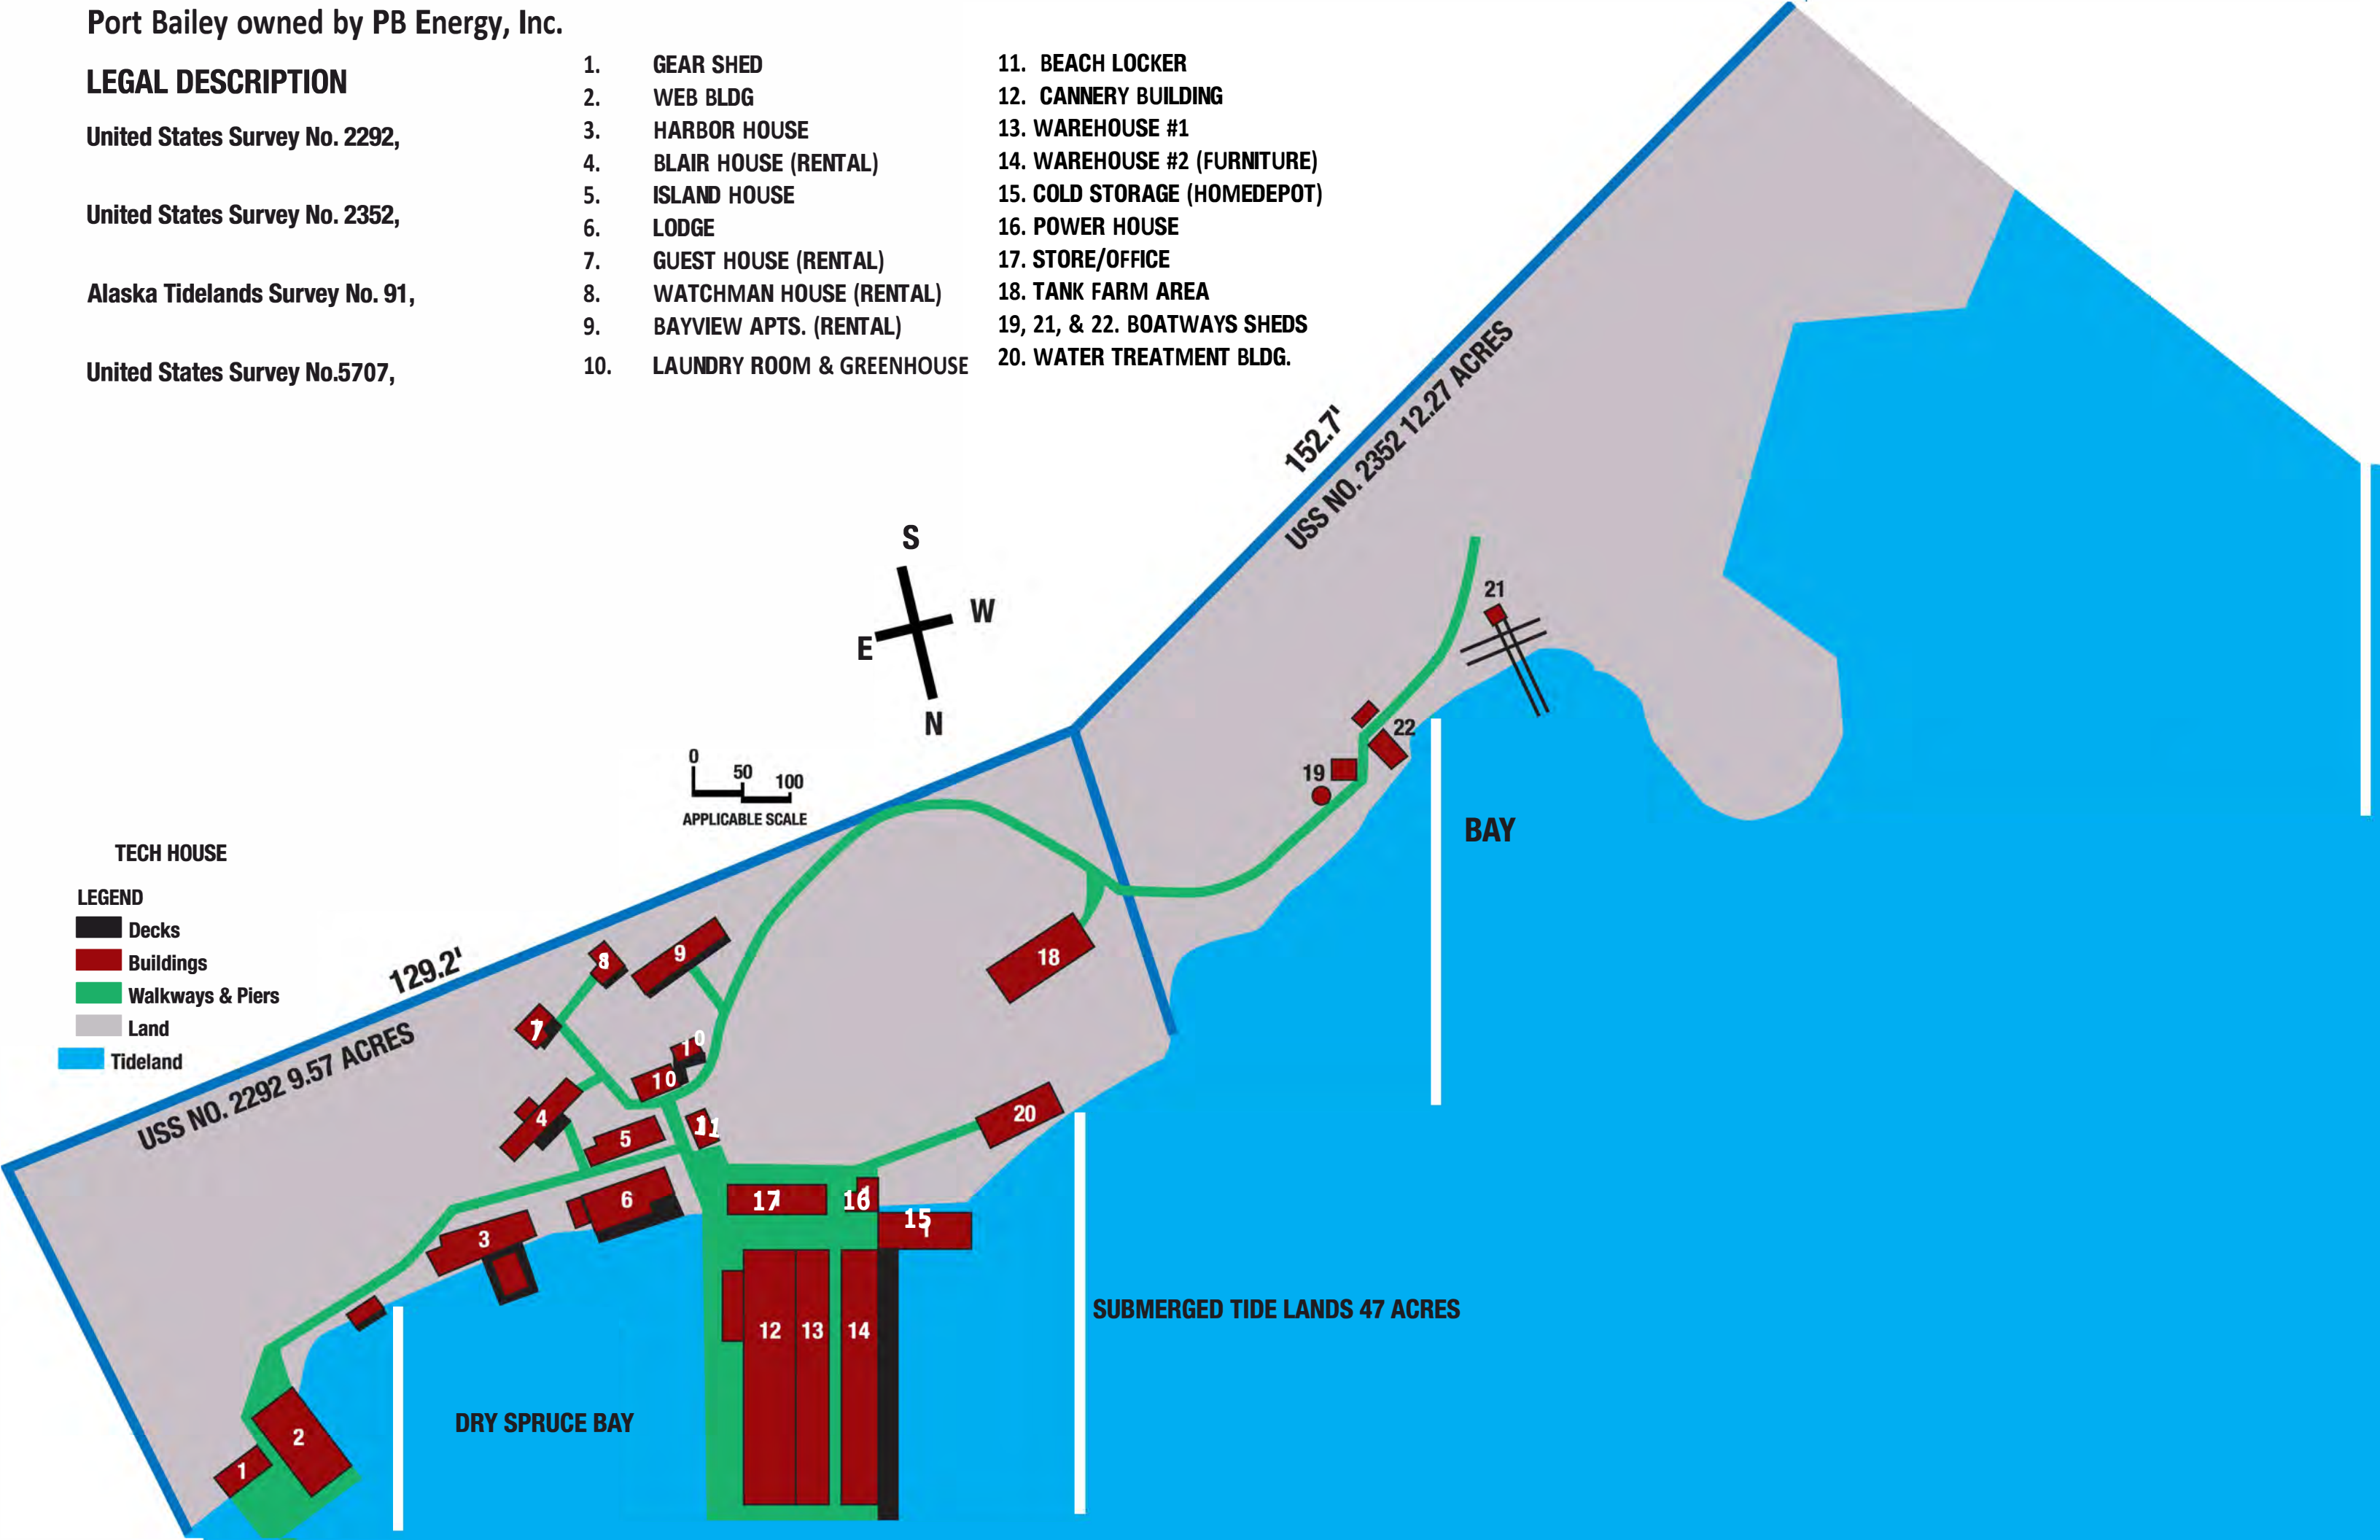 Port Bailey owned by PB Energy, Inc.
LEGAL DESCRIPTION
United States Survey No. 2292,
United States Survey No. 2352,
Alaska Tidelands Survey No. 91,
United States Survey No.5707,
1. GEAR SHED
2. WEB BLDG
3. HARBOR HOUSE
4. BLAIR HOUSE (RENTAL)
5. ISLAND HOUSE
6. LODGE
7. GUEST HOUSE (RENTAL)
8. WATCHMAN HOUSE (RENTAL)
9. BAYVIEW APTS. (RENTAL)
10. LAUNDRY ROOM & GREENHOUSE
11. BEACH LOCKER
12. CANNERY BUILDING
13. WAREHOUSE #1
14. WAREHOUSE #2 (FURNITURE)
15. COLD STORAGE (HOMEDEPOT)
16. POWER HOUSE
17. STORE/OFFICE
18. TANK FARM AREA
19, 21, & 22. BOATWAYS SHEDS
20. WATER TREATMENT BLDG.
152.7'
USS NO. 2352 12.27 ACRES
S
W
E
N
21
22
19
BAY
0
50
100
APPLICABLE SCALE
TECH HOUSE
LEGEND
Decks
Buildings
Walkways & Piers
Land
Tideland
129.2'
USS NO. 2292 9.57 ACRES
8
9
18
7
10
10
4
5
11
20
6
17
16
15
3
12
13
14
SUBMERGED TIDE LANDS 47 ACRES
DRY SPRUCE BAY
2
1